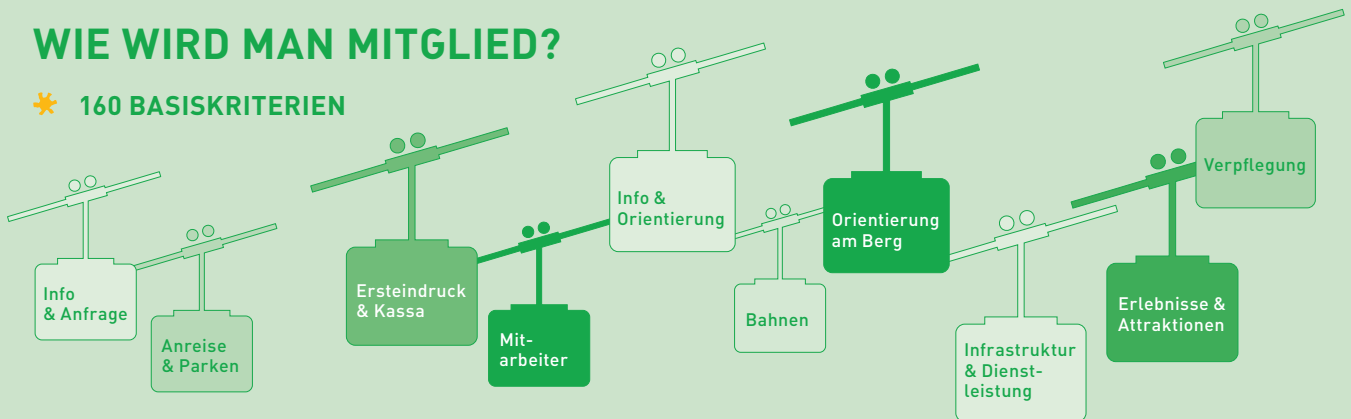 WIE WIRD MAN MITGLIED?
160 BASISKRITERIEN
Info
& Anfrage
Anreise
& Parken
Ersteindruck
& Kassa
Mit-
arbeiter
Info &
Orientierung
Bahnen
Orientierung
am Berg
Infrastruktur
& Dienst-
leistung
Erlebnisse &
Attraktionen
Verpflegung